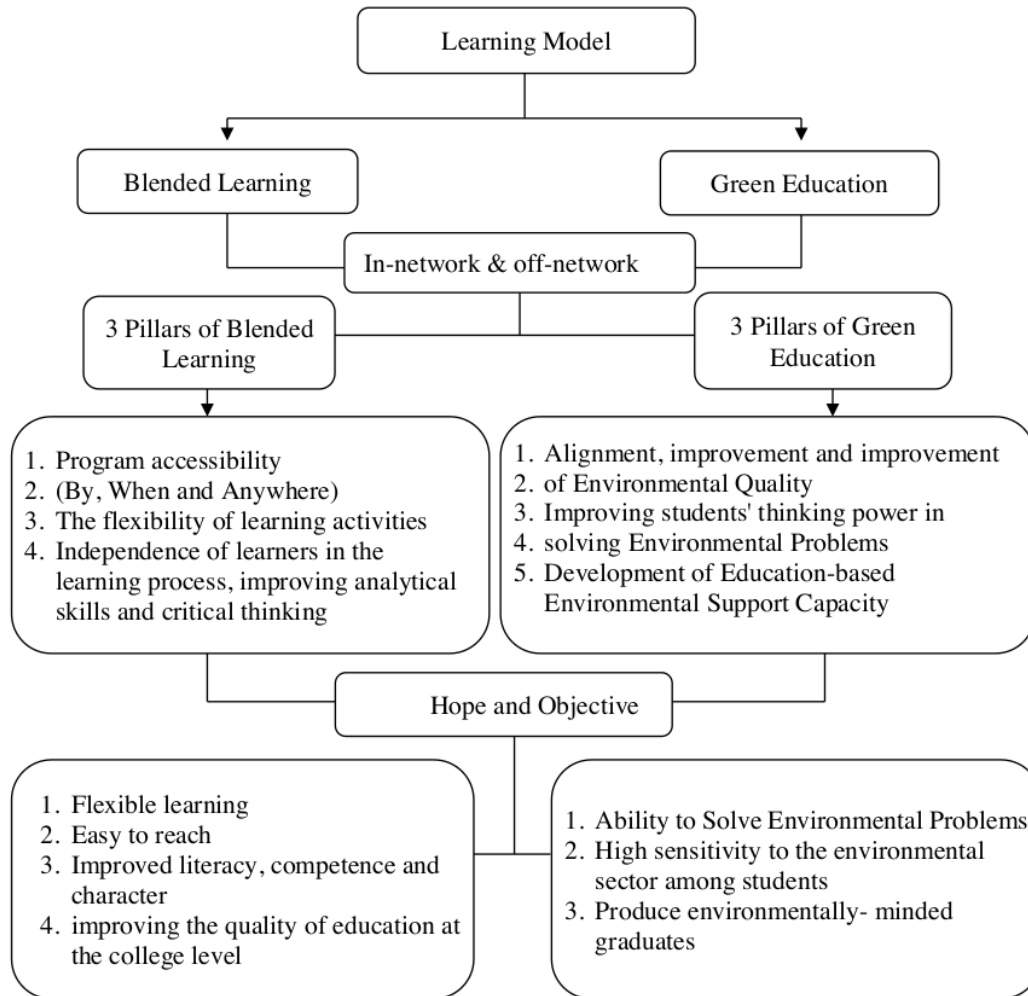 Learning Model
Blended Learning
Green Education
In-network & off-network
3 Pillars of Blended
Learning
3 Pillars of Green
Education
1. Program accessibility
2. (By, When and Anywhere)
3. The flexibility of learning activities
4. Independence of learners in the
learning process, improving analytical
skills and critical thinking
1. Alignment, improvement and improvement
2. of Environmental Quality
3. Improving students' thinking power in
4. solving Environmental Problems
5. Development of Education-based
Environmental Support Capacity
Hope and Objective
1. Flexible learning
2. Easy to reach
3. Improved literacy, competence and
character
4. improving the quality of education at
the college level
1. Ability to Solve Environmental Problems
2. High sensitivity to the environmental
sector among students
3. Produce environmentally- minded
graduates